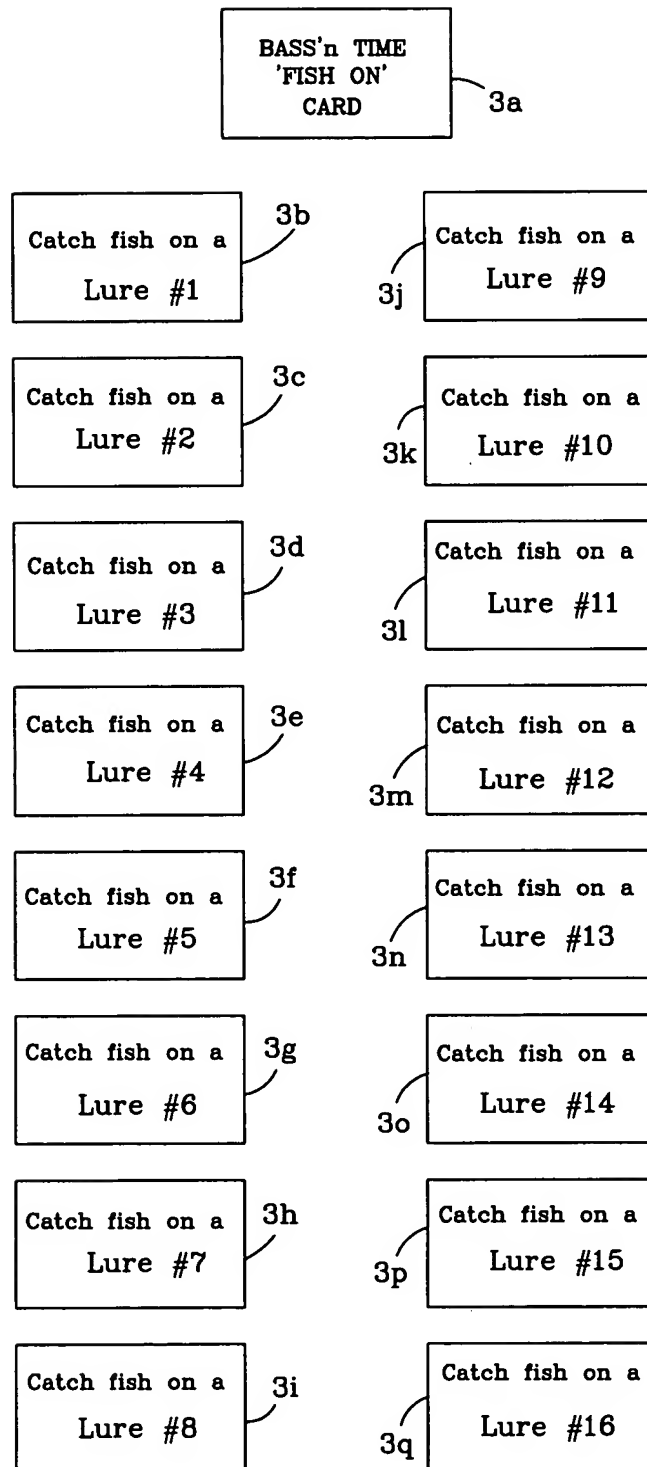 BASS'n TIME
'FISH ON'
CARD
3a
Catch fish on a
Lure #1
3b
Catch fish on a
Lure #2
3c
Catch fish on a
Lure #3
3d
Catch fish on a
Lure #4
3e
Catch fish on a
Lure #5
3f
Catch fish on a
Lure #6
3g
Catch fish on a
Lure #7
3h
Catch fish on a
Lure #8
3i
Catch fish on a
Lure #9
3j
Catch fish on a
Lure #10
3k
Catch fish on a
Lure #11
3l
Catch fish on a
Lure #12
3m
Catch fish on a
Lure #13
3n
Catch fish on a
Lure #14
3o
Catch fish on a
Lure #15
3p
Catch fish on a
Lure #16
3q